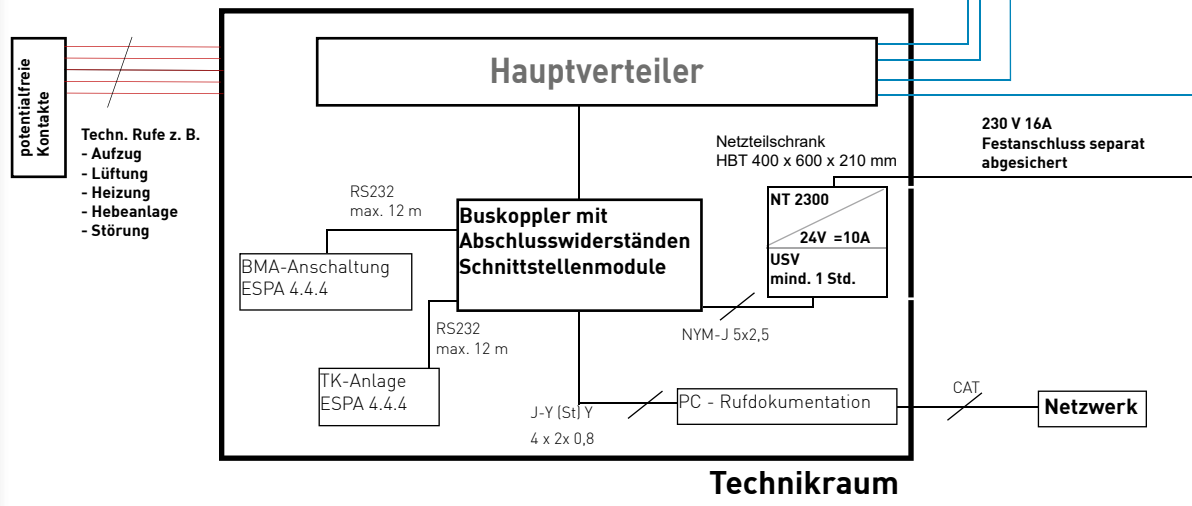 Hauptverteiler
potentialfreie
Kontakte
Techn. Rufe z. B.
- Aufzug
- Lüftung
- Heizung
- Hebeanlage
- Störung
230 V 16A
Festanschluss separat
abgesichert
Netzteilschrank
HBT 400 x 600 x 210 mm
NT 2300
24V =10A
USV
mind. 1 Std.
RS232
max. 12 m
Buskoppler mit
Abschlusswiderständen
Schnittstellenmodule
BMA-Anschaltung
ESPA 4.4.4
RS232
max. 12 m
NYM-J 5x2,5
TK-Anlage
ESPA 4.4.4
J-Y (St) Y
4 x 2x 0,8
PC - Rufdokumentation
CAT
Netzwerk
Technikraum